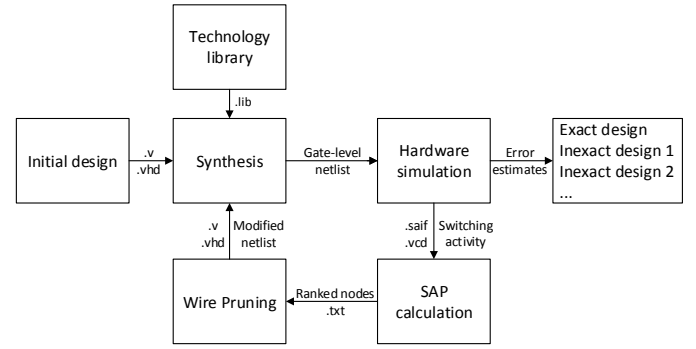 Technology
library
.lib
Initial design
.v
.vhd
Synthesis
Gate-level
netlist
Hardware
simulation
Error
estimates
Exact design
Inexact design 1
Inexact design 2
...
.v
.vhd
Modified
netlist
.saif
.vcd
Switching
activity
Wire Pruning
Ranked nodes
.txt
SAP
calculation